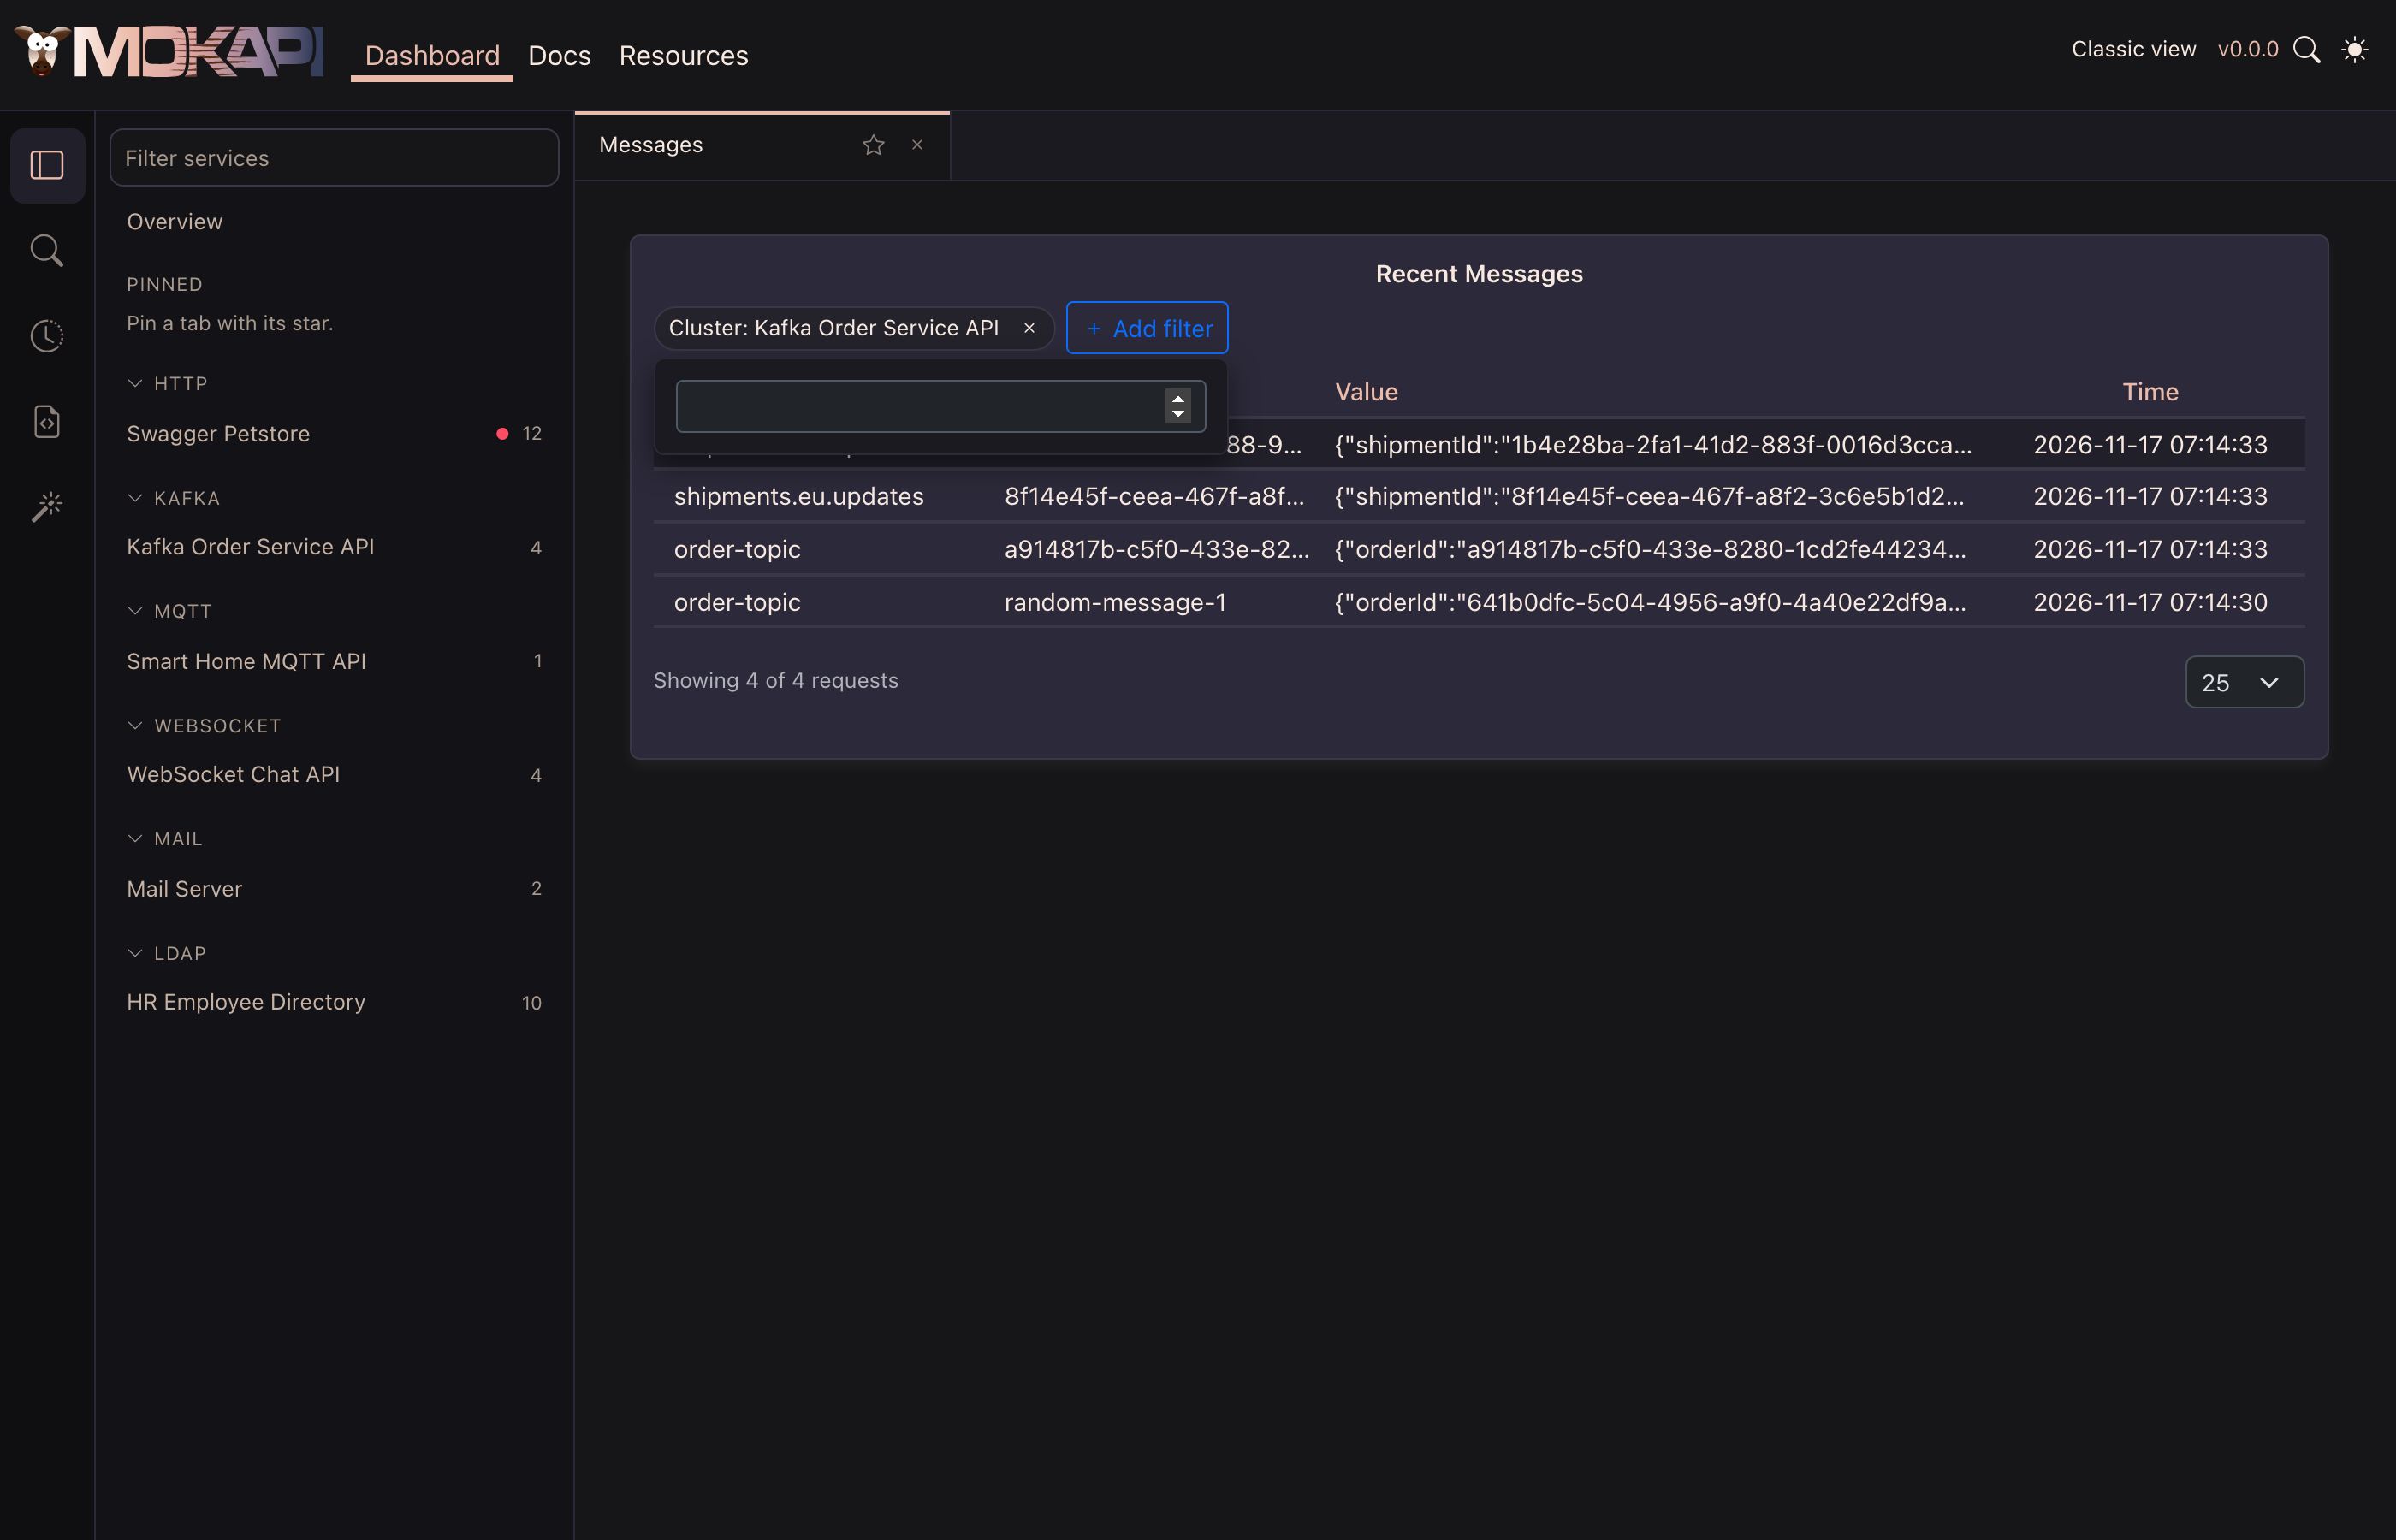 MOKAPI
Dashboard Docs Resources
Classic view v0.0.0
Filter services
Overview
PINNED
Pin a tab with its star.
HTTP
Swagger Petstore 12
KAFKA
Kafka Order Service API 4
MQTT
Smart Home MQTT API 1
WEBSOCKET
WebSocket Chat API 4
MAIL
Mail Server 2
LDAP
HR Employee Directory 10
Messages
Recent Messages
Cluster: Kafka Order Service API × + Add filter
Value Time
88-9... {"shipmentId":"1b4e28ba-2fa1-41d2-883f-0016d3cca... 2026-11-17 07:14:33
shipments.eu.updates 8f14e45f-ceea-467f-a8f... {"shipmentId":"8f14e45f-ceea-467f-a8f2-3c6e5b1d2... 2026-11-17 07:14:33
order-topic a914817b-c5f0-433e-82... {"orderId":"a914817b-c5f0-433e-8280-1cd2fe44234... 2026-11-17 07:14:33
order-topic random-message-1 {"orderId":"641b0dfc-5c04-4956-a9f0-4a40e22df9a... 2026-11-17 07:14:30
Showing 4 of 4 requests
25